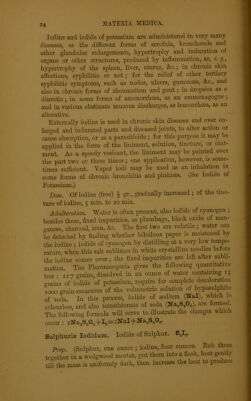 24 MATERIA MEDICA.
Iodine and iodide of potassium are administered in very many
diseases, as the different forms of scrofula, bronchocele and
other glandular enlargements, hypertrophy and induration of
organs or other structures, produced by inflammation, as, e.g.,
hypertrophy of the spleen, liver, uterus, &c.; in chronic skin
affections, syphilitic or not; for the relief of other tertiary
syphilitic symptoms, such as nodes, ulcers, gummata, &c., and
also in chronic forms of rheumatism and gout; in dropsies as a
diuretic; in some forms of amenorrhœa, as an emmenagogue;
and in various obstinate mucous discharges, as leucorrhœa, as an
alterative.
Externally iodine is used in chronic skin diseases and over en-
larged and indurated parts and diseased joints, to alter action or
cause absorption, or as a parasiticide; for this purpose it may be
applied in the form of the liniment, solution, tincture, or oint-
ment. As a speedy vesicant, the liniment may be painted over
the part two or three times; one application, however, is some-
times sufficient. Vapor iodi may be used as an inhalation in
some forms of chronic bronchitis and phthisis. (See Iodide of
Potassium.)
Dose. Of iodine (free) ½ gr., gradually increased; of the tinc-
ture of iodine, 5 min. to 20 min.
Adulteration. Water is often present, also iodide of cyanogen;
besides these, fixed impurities, as plumbago, black oxide of man-
ganese, charcoal, iron, &c. The first two are volatile; water can
be detected by finding whether bibulous paper is moistened by
the iodine; iodide of cyanogen by distilling at a very low tempe-
rature, when this salt sublimes in white crystalline needles before
the iodine comes over; the fixed impurities are left after subli-
mation. The Pharmacopœia gives the following quantitative
test: 12·7 grains, dissolved in an ounce of water containing 15
grains of iodide of potassium, require for complete decoloration
1000 grain-measures of the volumetric solution of hyposulphite
of soda. In this process, iodide of sodium (NaI), which is
colourless, and also tetrathionate of soda (Na₂S₄O₆), are formed.
The following formula will serve to illustrate the changes which
occur: 2Na₂S₂O₃+I₂=2NaI+Na₂S₄O₆.
Sulphuris Iodidum. Iodide of Sulphur. S₂I₂.
Prep. (Sulphur, one ounce; iodine, four ounces. Rub them
together in a wedgwood mortar, put them into a flask, heat gently
till the mass is uniformly dark, then increase the heat to produce